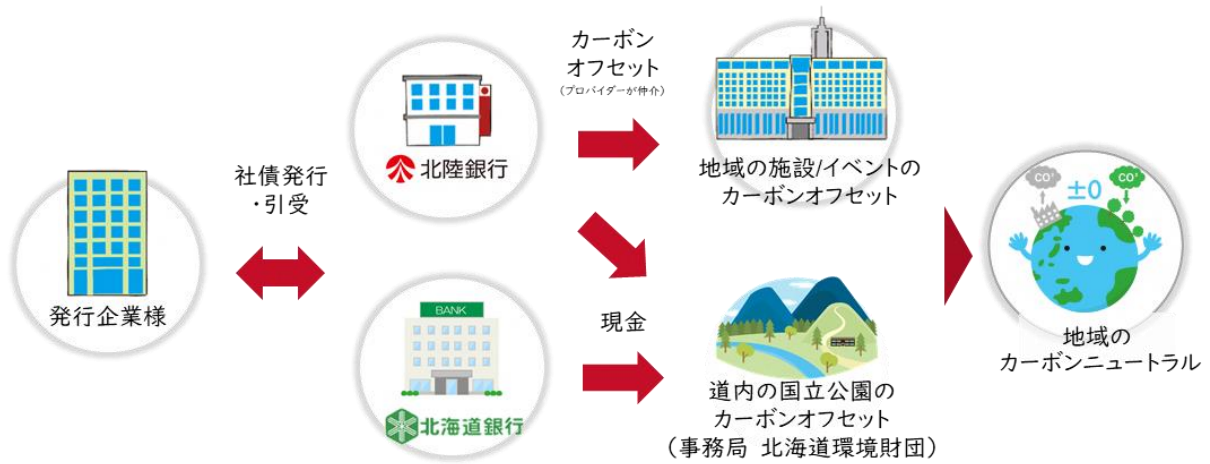 発行企業様
社債発行
・引受
北陸銀行
BANK
北海道銀行
カーボン
オフセット
(プロバイダーが仲介)
現金
地域の施設/イベントの
カーボンオフセット
道内の国立公園の
カーボンオフセット
(事務局 北海道環境財団)
CO²
±0
CO²
地域の
カーボンニュートラル